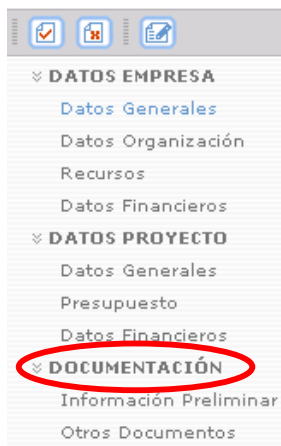 DATOS EMPRESA
Datos Generales
Datos Organización
Recursos
Datos Financieros
DATOS PROYECTO
Datos Generales
Presupuesto
Datos Financieros
DOCUMENTACIÓN
Información Preliminar
Otros Documentos